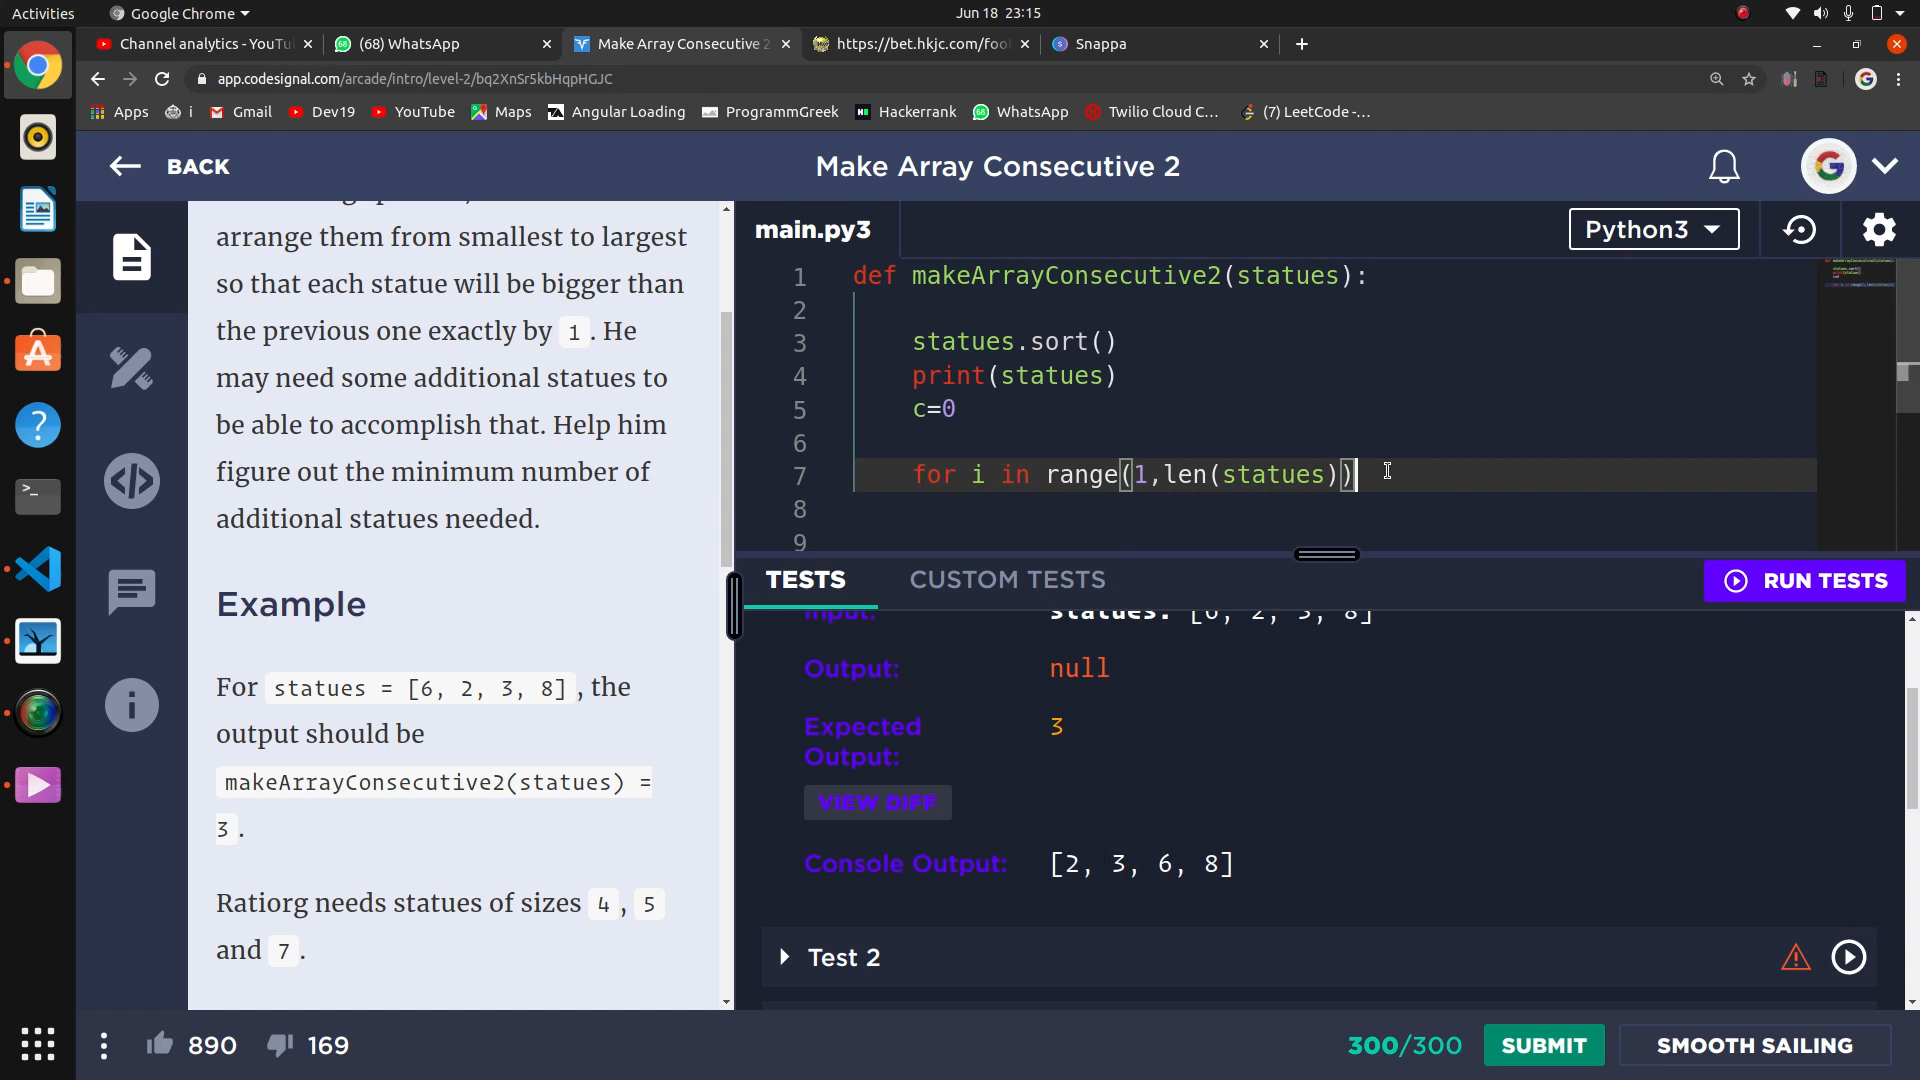 Activities
Google Chrome
Jun 18 23:15
Channel analytics - YouTu
(68) WhatsApp
Make Array Consecutive 2
https://bet.hkjc.com/foo
Snappa
app.codesignal.com/arcade/intro/level-2/bq2XnSr5kbHqpHGJC
Apps
i
Gmail
Dev19
YouTube
Maps
Angular Loading
ProgrammGreek
Hackerrank
WhatsApp
Twilio Cloud C...
(7) LeetCode -...
BACK
Make Array Consecutive 2
arrange them from smallest to largest
so that each statue will be bigger than
the previous one exactly by 1. He
may need some additional statues to
be able to accomplish that. Help him
figure out the minimum number of
additional statues needed.
Example
For statues = [6, 2, 3, 8], the
output should be
makeArrayConsecutive2(statues) =
3.
Ratiorg needs statues of sizes 4, 5
and 7.
main.py3
Python3
1 def makeArrayConsecutive2(statues):
2
3 statues.sort()
4 print(statues)
5 c=0
6
7 for i in range(1,len(statues))
8
9
TESTS
CUSTOM TESTS
RUN TESTS
Input: statues: [6, 2, 3, 8]
Output: null
Expected 3
Output:
VIEW DIFF
Console Output: [2, 3, 6, 8]
Test 2
890
169
300/300
SUBMIT
SMOOTH SAILING